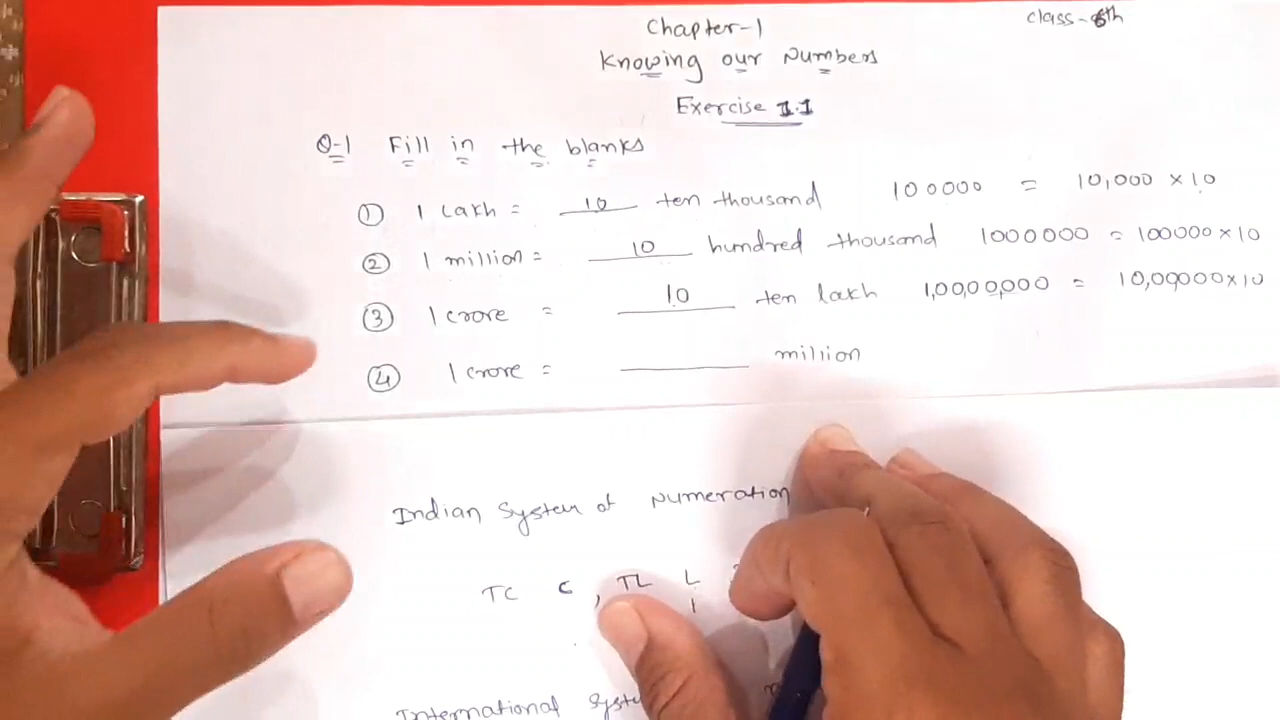 Chapter-1
Class-6th
Knowing our Numbers
Exercise 1.1
Q-1 Fill in the blanks
① 1 Lakh = 10 ten thousand 100000 = 10,000 × 10
② 1 million = 10 hundred thousand 1000000 = 100000 × 10
③ 1 crore = 10 ten lakh 1,00,00,000 = 10,00000 × 10
④ 1 crore = ______ million
Indian System of Numeration
TC C , TL L
1
International